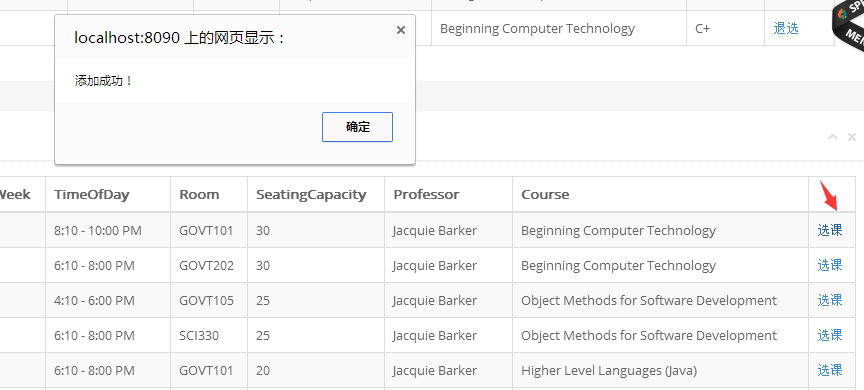 Beginning Computer Technology C+ 退选
SPI
MEN
localhost:8090 上的网页显示：
添加成功！
确定
Week TimeOfDay Room SeatingCapacity Professor Course
8:10 - 10:00 PM GOVT101 30 Jacquie Barker Beginning Computer Technology 选课
6:10 - 8:00 PM GOVT202 30 Jacquie Barker Beginning Computer Technology 选课
4:10 - 6:00 PM GOVT105 25 Jacquie Barker Object Methods for Software Development 选课
6:10 - 8:00 PM SCI330 25 Jacquie Barker Object Methods for Software Development 选课
6:10 - 8:00 PM GOVT101 20 Jacquie Barker Higher Level Languages (Java) 选课